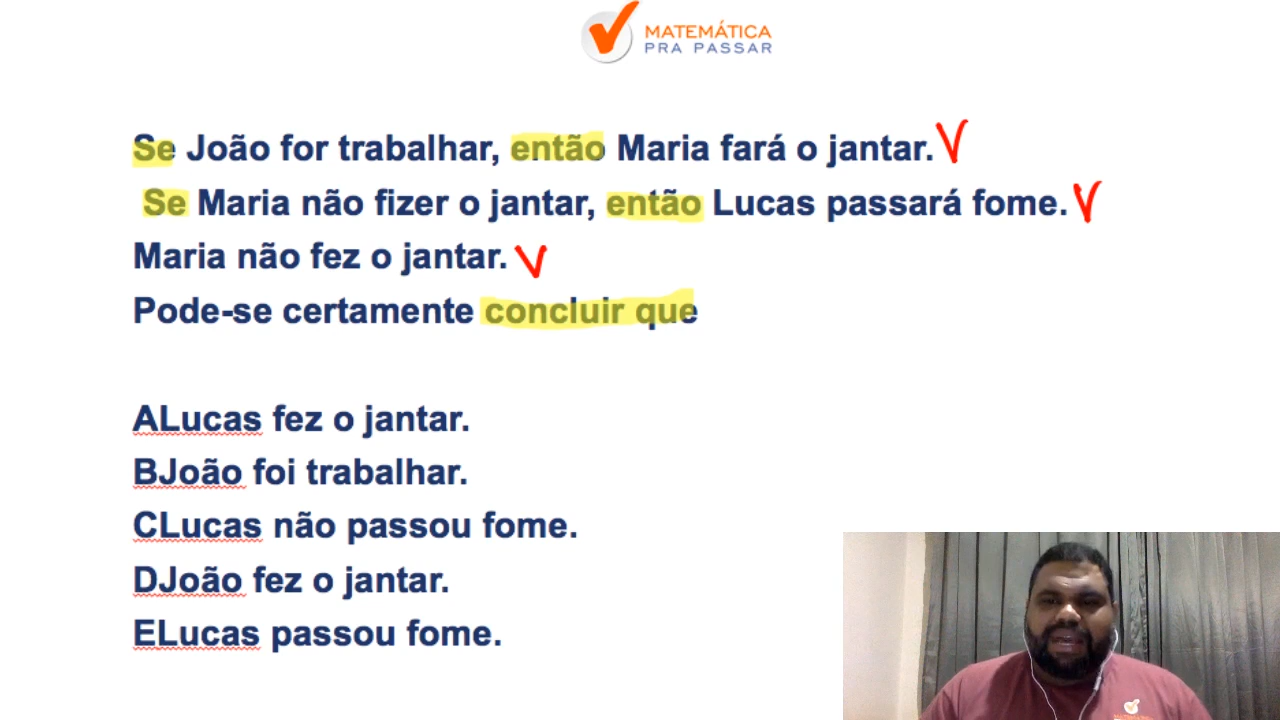 MATEMÁTICA
PRA PASSAR
Se João for trabalhar, então Maria fará o jantar. V
Se Maria não fizer o jantar, então Lucas passará fome. V
Maria não fez o jantar. V
Pode-se certamente concluir que
ALucas fez o jantar.
BJoão foi trabalhar.
CLucas não passou fome.
DJoão fez o jantar.
ELucas passou fome.